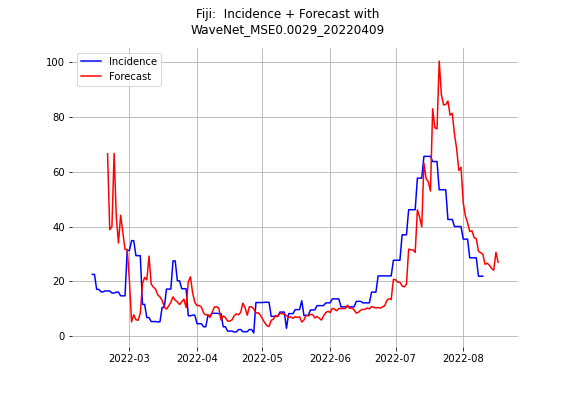 Fiji:  Incidence + Forecast with
WaveNet_MSE0.0029_20220409
Incidence
Forecast
100
80
60
40
20
0
2022-03 2022-04 2022-05 2022-06 2022-07 2022-08